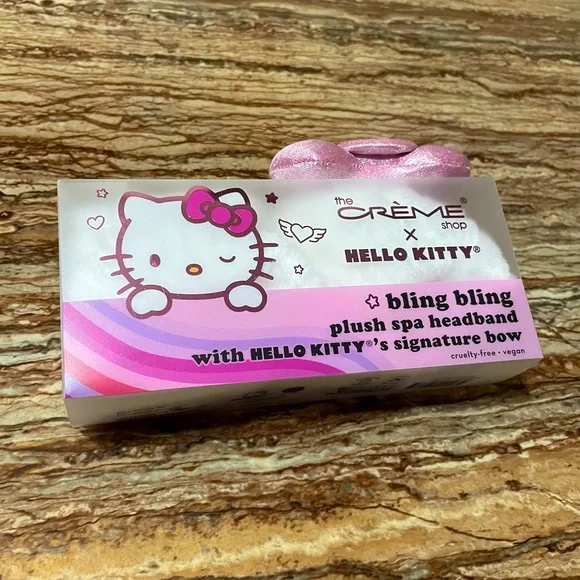 the
CRÈME®
shop
×
HELLO KITTY®
bling bling
plush spa headband
with HELLO KITTY®'s signature bow
cruelty-free • vegan